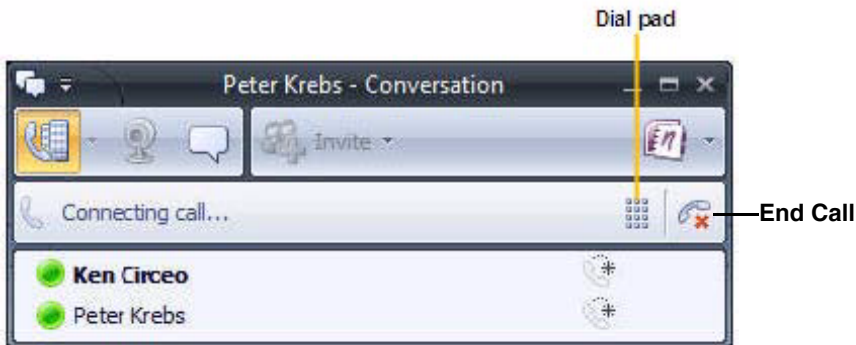 Dial pad
Peter Krebs - Conversation
Invite
Connecting call...
End Call
Ken Circeo
Peter Krebs